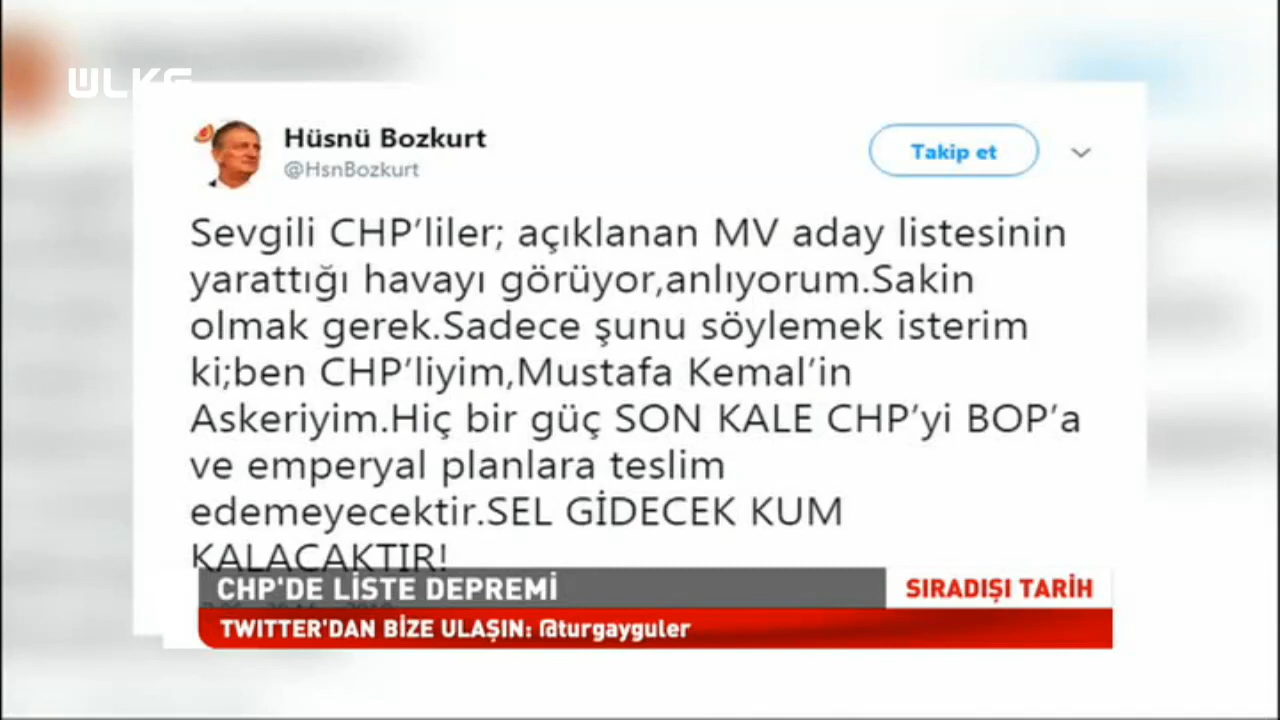 ÜLKE
Hüsnü Bozkurt
@HsnBozkurt
Takip et
Sevgili CHP’liler; açıklanan MV aday listesinin
yarattığı havayı görüyor,anlıyorum.Sakin
olmak gerek.Sadece şunu söylemek isterim
ki;ben CHP’liyim,Mustafa Kemal’in
Askeriyim.Hiç bir güç SON KALE CHP’yi BOP’a
ve emperyal planlara teslim
edemeyecektir.SEL GİDECEK KUM
KALACAKTIR!
CHP'DE LİSTE DEPREMİ
SIRADIŞI TARİH
TWITTER'DAN BİZE ULAŞIN: @turgayguler